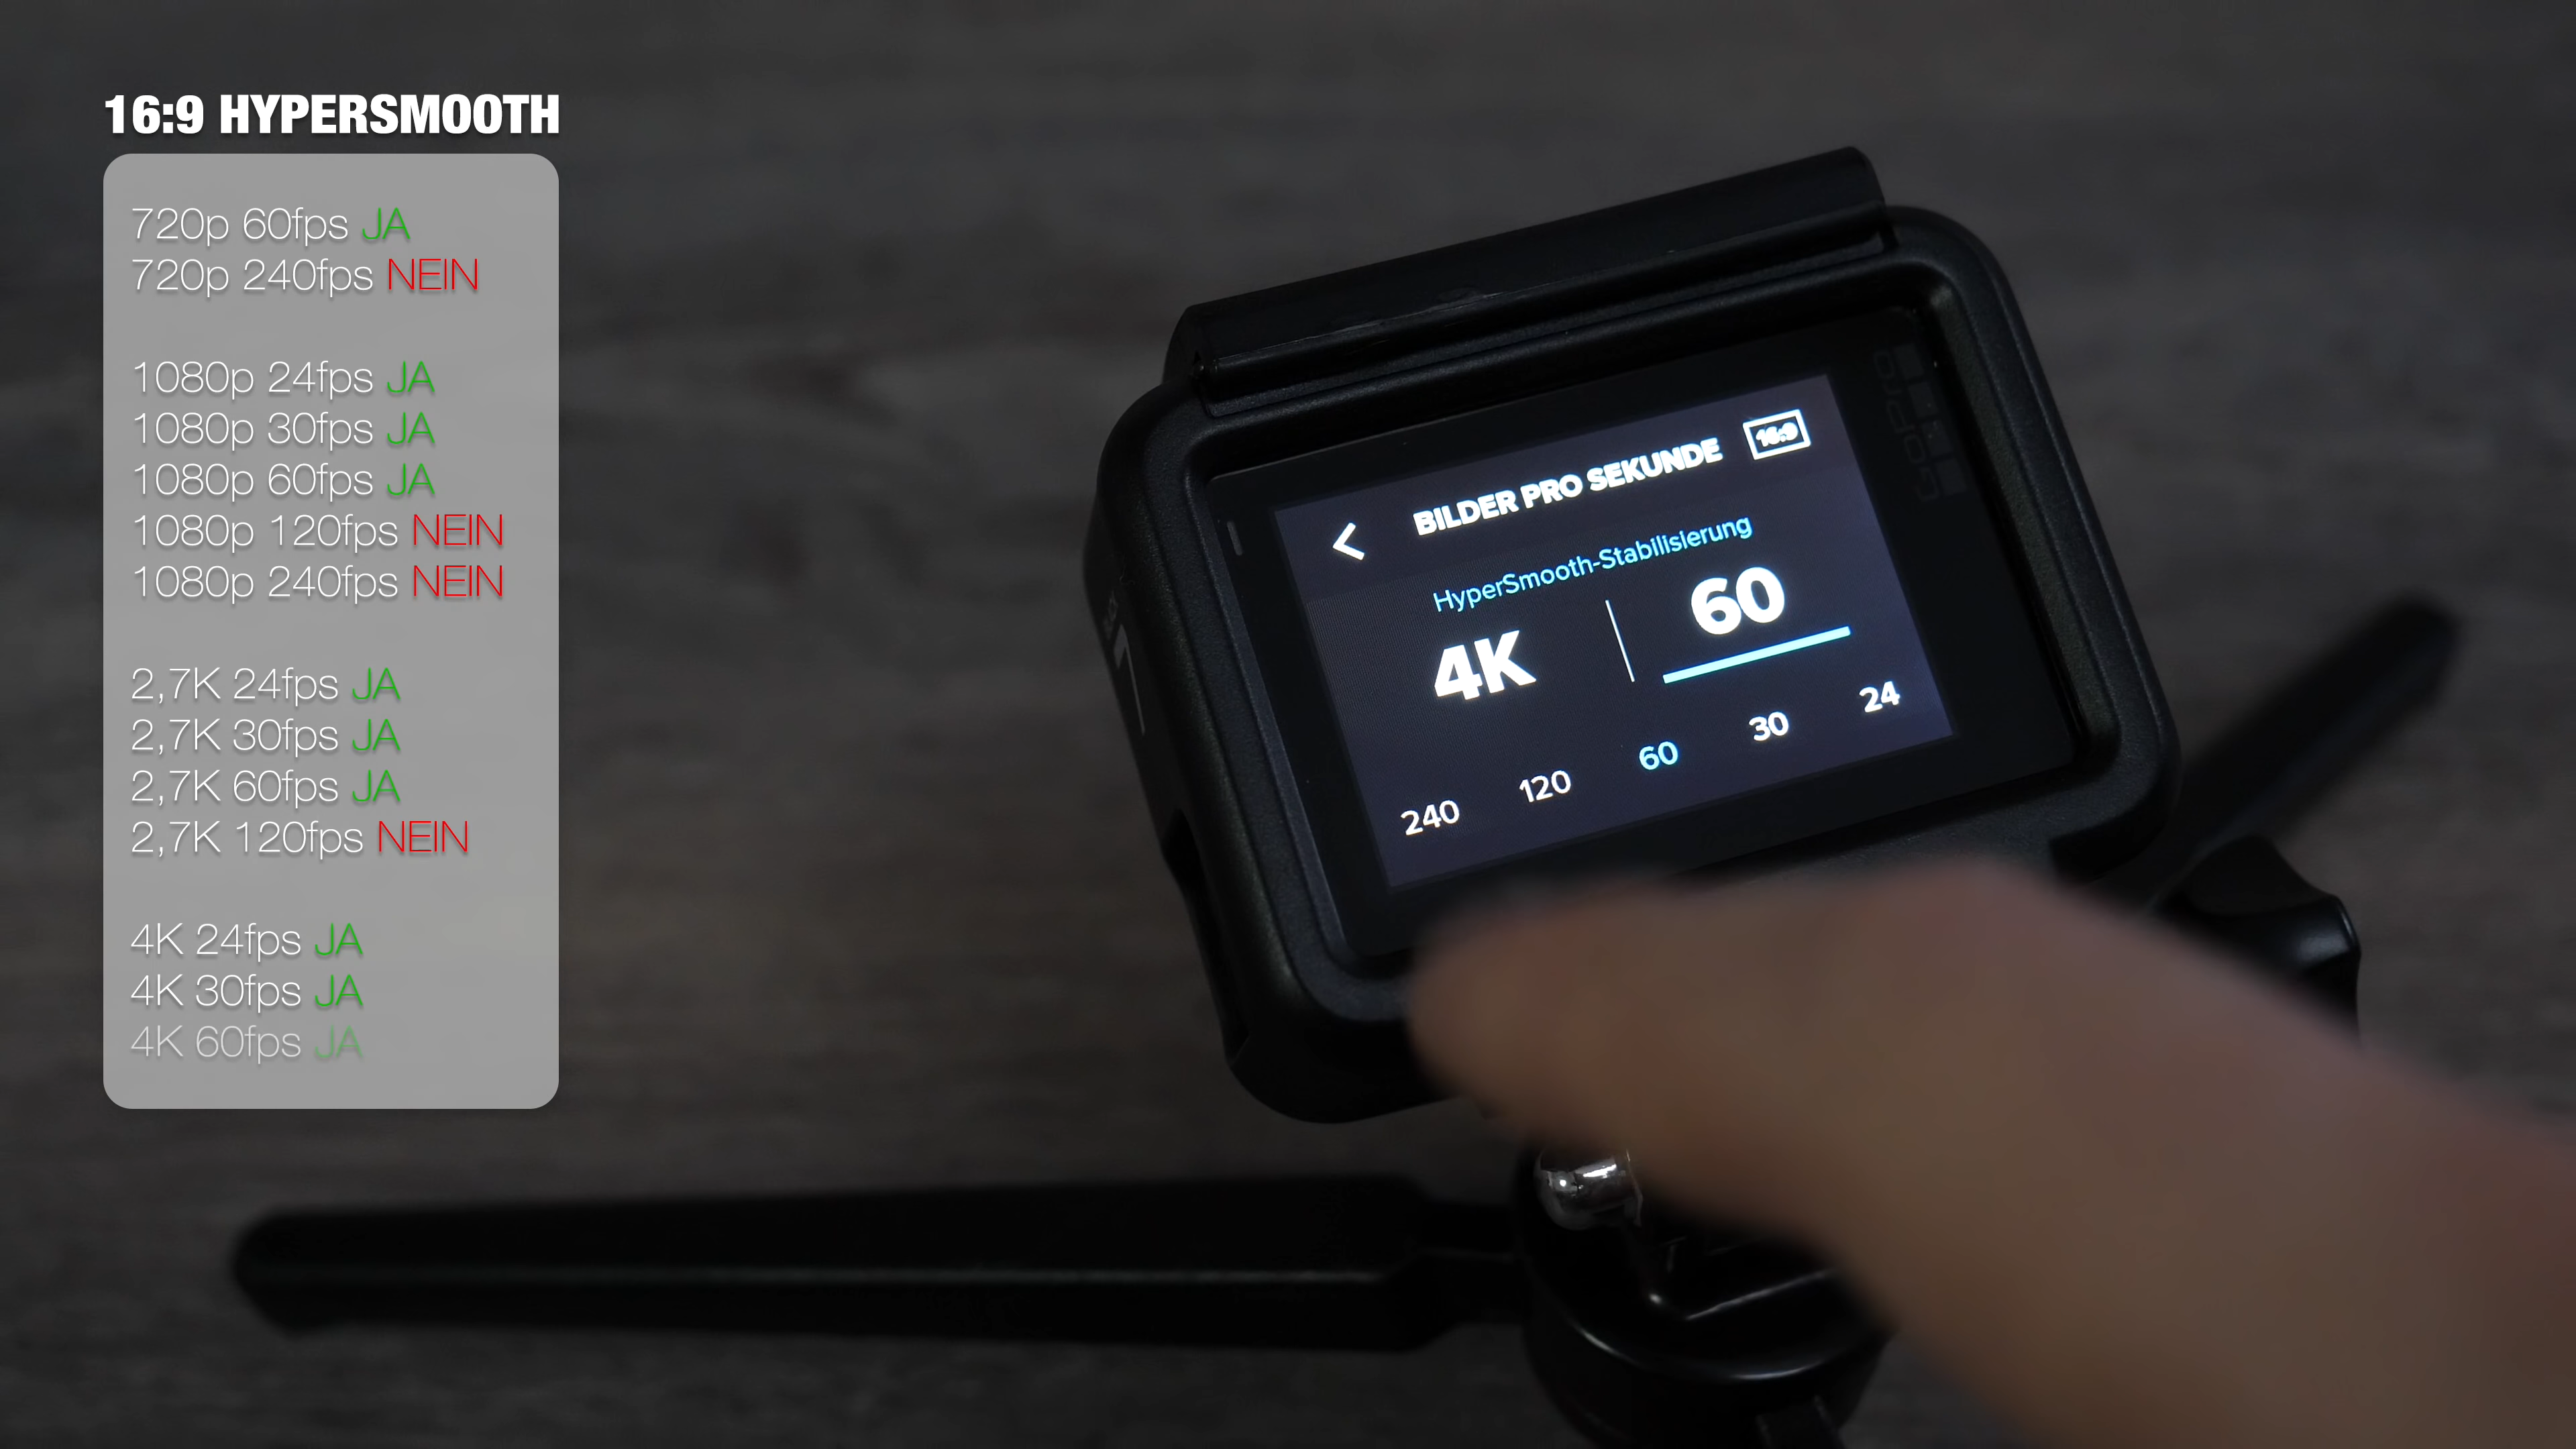 16:9 HYPERSMOOTH
720p 60fps JA
720p 240fps NEIN
1080p 24fps JA
1080p 30fps JA
1080p 60fps JA
1080p 120fps NEIN
1080p 240fps NEIN
2,7K 24fps JA
2,7K 30fps JA
2,7K 60fps JA
2,7K 120fps NEIN
4K 24fps JA
4K 30fps JA
4K 60fps JA
BILDER PRO SEKUNDE 16:9
HyperSmooth-Stabilisierung
4K 60
240 120 60 30 24
GoPro
7